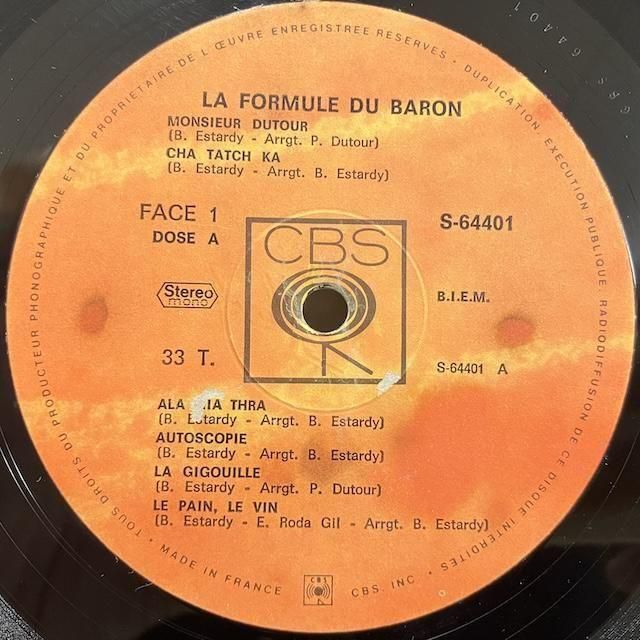 TOUS DROITS DU PRODUCTEUR PHONOGRAPHIQUE ET DU PROPRIETAIRE DE L'ŒUVRE ENREGISTREE RESERVES - DUPLICATION, EXECUTION PUBLIQUE, RADIODIFFUSION DE CE DISQUE INTERDITES •
LA FORMULE DU BARON
MONSIEUR DUTOUR
(B. Estardy - Arrgt. P. Dutour)
CHA TATCH KA
(B. Estardy - Arrgt. B. Estardy)
FACE 1
DOSE A
S-64401
CBS
Stereo
mono
B.I.E.M.
33 T.
S-64401 A
ALA THRA
(B. Estardy - Arrgt. B. Estardy)
AUTOSCOPIE
(B. Estardy - Arrgt. B. Estardy)
LA GIGOUILLE
(B. Estardy - Arrgt. P. Dutour)
LE PAIN, LE VIN
(B. Estardy - E. Roda Gil - Arrgt. B. Estardy)
MADE IN FRANCE
CBS
CBS. INC.